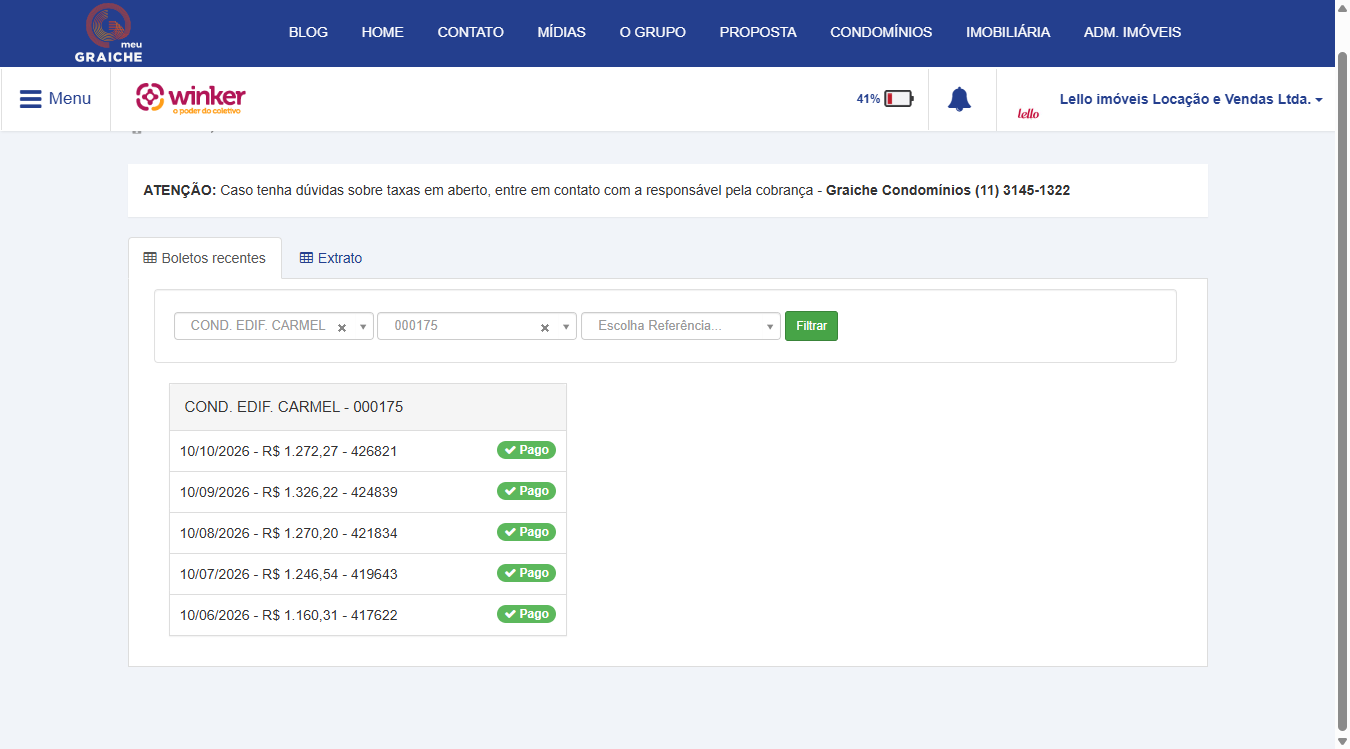 meu
GRAICHE
BLOG HOME CONTATO MÍDIAS O GRUPO PROPOSTA CONDOMÍNIOS IMOBILIÁRIA ADM. IMÓVEIS
Menu
winker
o poder do coletivo
41%
lello
Lello imóveis Locação e Vendas Ltda.
ATENÇÃO: Caso tenha dúvidas sobre taxas em aberto, entre em contato com a responsável pela cobrança - Graiche Condomínios (11) 3145-1322
Boletos recentes
Extrato
COND. EDIF. CARMEL ×
000175 ×
Escolha Referência...
Filtrar
COND. EDIF. CARMEL - 000175
10/10/2026 - R$ 1.272,27 - 426821 Pago
10/09/2026 - R$ 1.326,22 - 424839 Pago
10/08/2026 - R$ 1.270,20 - 421834 Pago
10/07/2026 - R$ 1.246,54 - 419643 Pago
10/06/2026 - R$ 1.160,31 - 417622 Pago